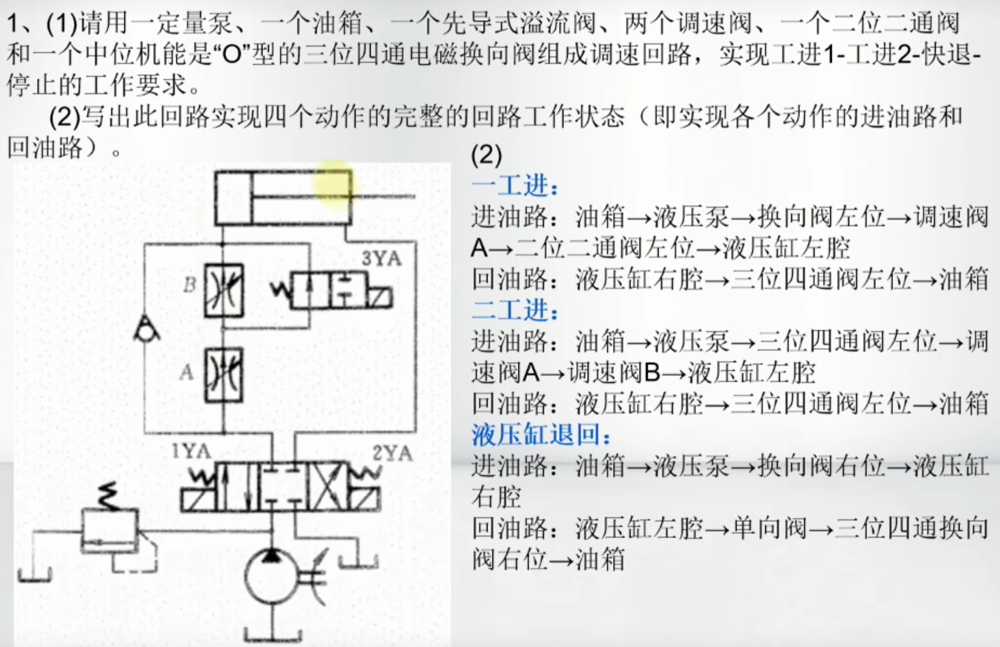 1、(1)请用一定量泵、一个油箱、一个先导式溢流阀、两个调速阀、一个二位二通阀
和一个中位机能是“O”型的三位四通电磁换向阀组成调速回路，实现工进1-工进2-快退-
停止的工作要求。
(2)写出此回路实现四个动作的完整的回路工作状态（即实现各个动作的进油路和
回油路）。
3YA
B
A
1YA
2YA
(2)
一工进：
进油路：油箱→液压泵→换向阀左位→调速阀
A→二位二通阀左位→液压缸左腔
回油路：液压缸右腔→三位四通阀左位→油箱
二工进：
进油路：油箱→液压泵→三位四通阀左位→调
速阀A→调速阀B→液压缸左腔
回油路：液压缸右腔→三位四通阀左位→油箱
液压缸退回：
进油路：油箱→液压泵→换向阀右位→液压缸
右腔
回油路：液压缸左腔→单向阀→三位四通换向
阀右位→油箱